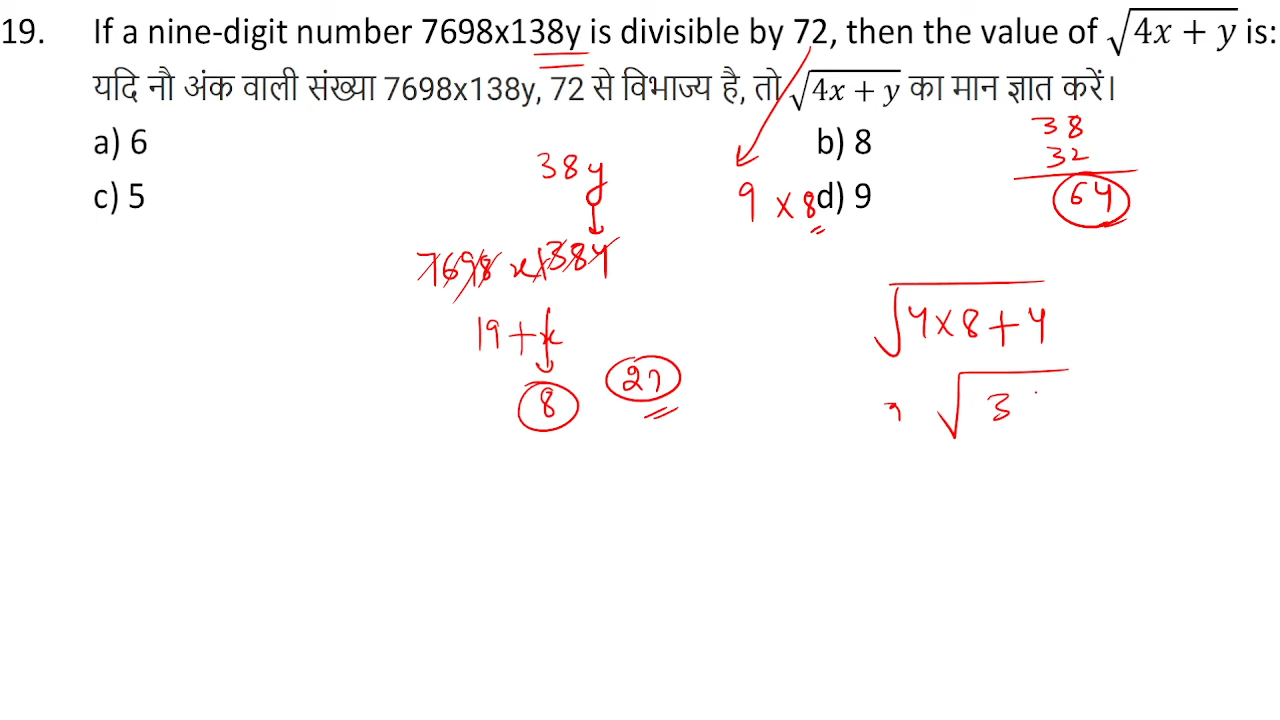 19. If a nine-digit number 7698x138y is divisible by 72, then the value of √4x + y is:
यदि नौ अंक वाली संख्या 7698x138y, 72 से विभाज्य है, तो √4x + y का मान ज्ञात करें।
a) 6 b) 8
c) 5 d) 9
38y
9 × 8
38
32
64
7698x1384
19 + x
8
27
√4×8+4
√3